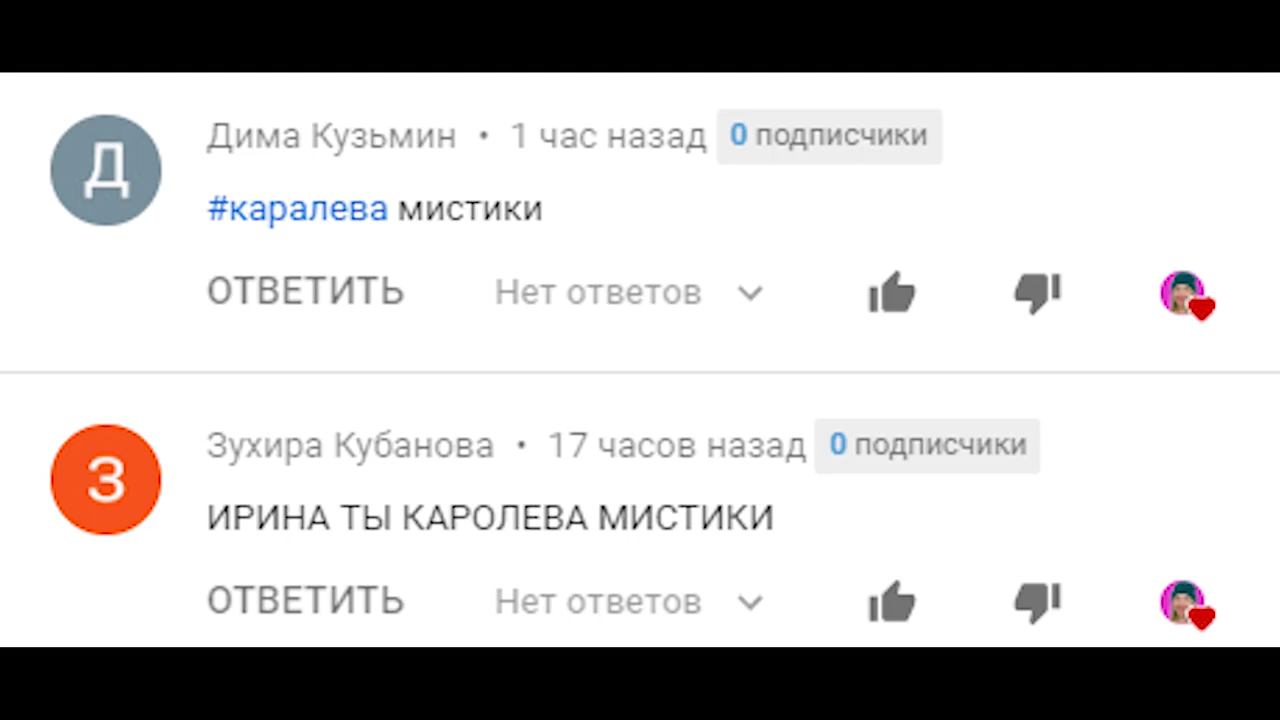 Д
Дима Кузьмин • 1 час назад 0 подписчики
#каралева мистики
ОТВЕТИТЬ Нет ответов
З
Зухира Кубанова • 17 часов назад 0 подписчики
ИРИНА ТЫ КАРОЛЕВА МИСТИКИ
ОТВЕТИТЬ Нет ответов